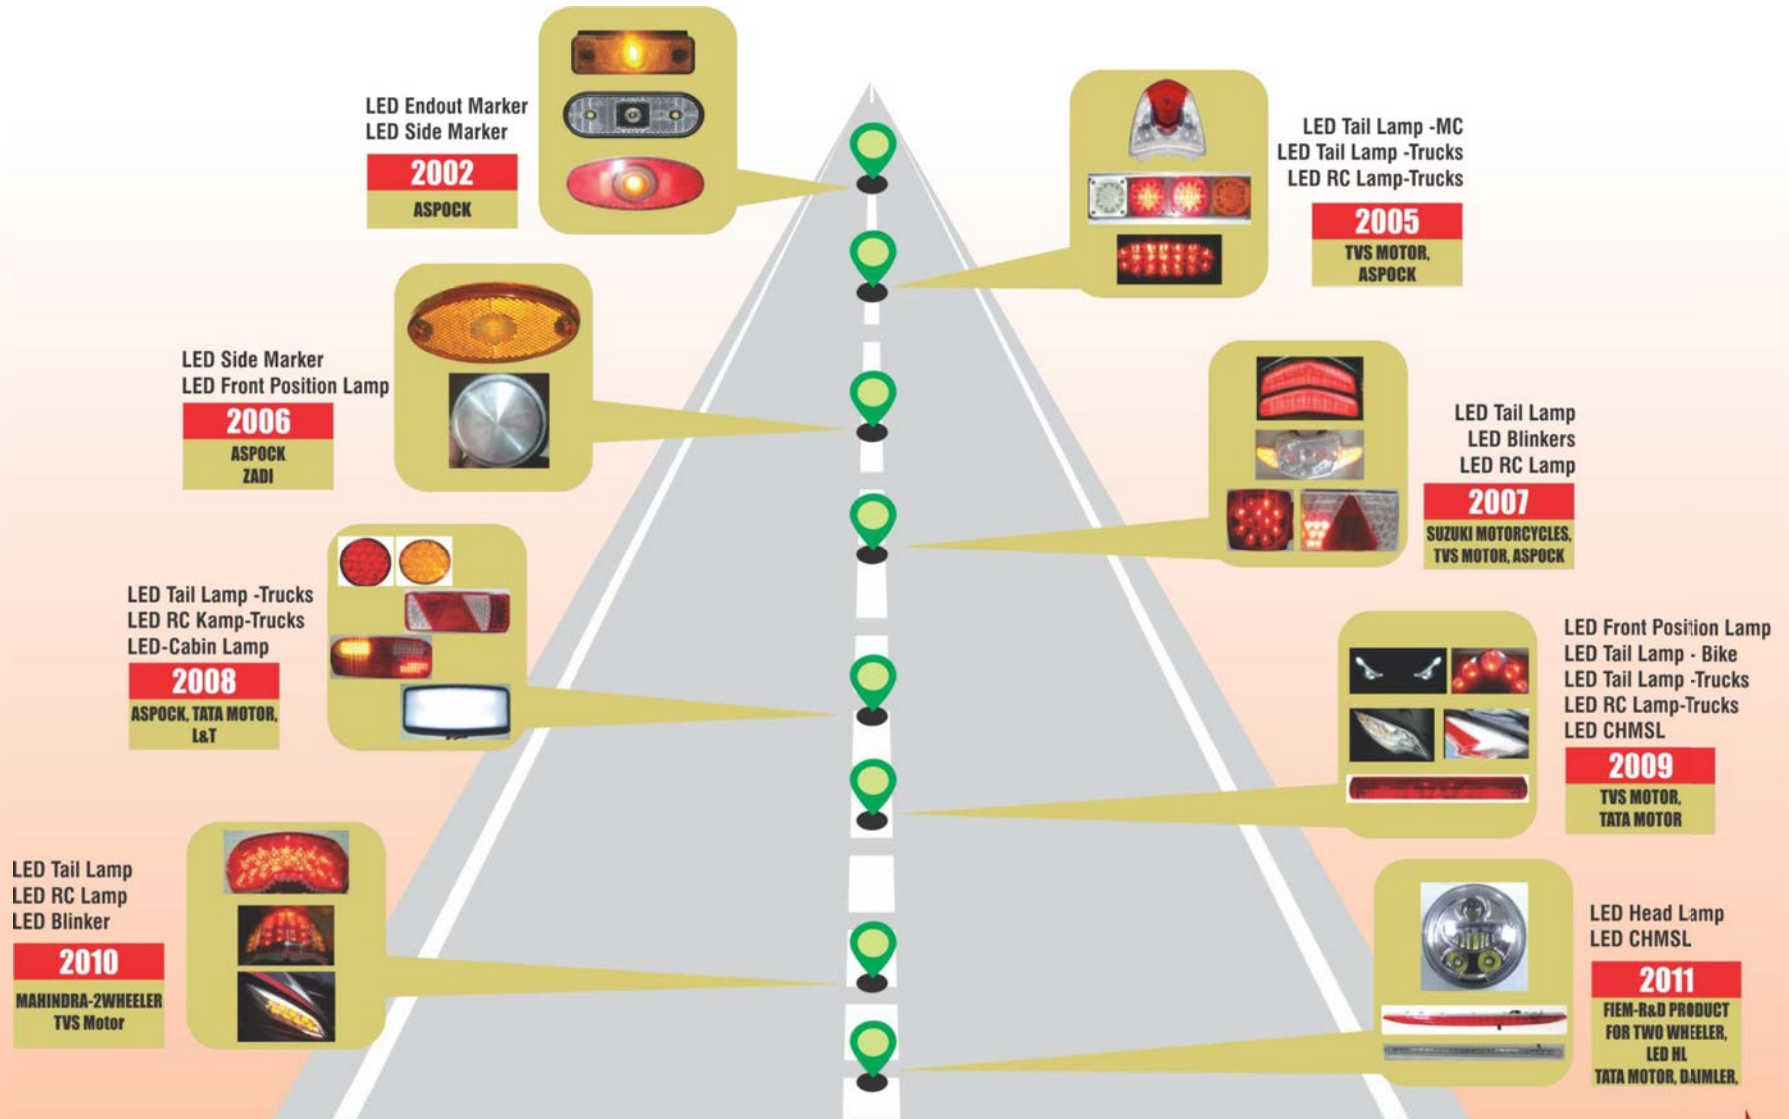 LED Endout Marker
LED Side Marker
2002
ASPOCK
LED Tail Lamp -MC
LED Tail Lamp -Trucks
LED RC Lamp-Trucks
2005
TVS MOTOR,
ASPOCK
LED Side Marker
LED Front Position Lamp
2006
ASPOCK
ZADI
LED Tail Lamp
LED Blinkers
LED RC Lamp
2007
SUZUKI MOTORCYCLES,
TVS MOTOR, ASPOCK
LED Tail Lamp -Trucks
LED RC Kamp-Trucks
LED-Cabin Lamp
2008
ASPOCK, TATA MOTOR,
L&T
LED Front Position Lamp
LED Tail Lamp - Bike
LED Tail Lamp -Trucks
LED RC Lamp-Trucks
LED CHMSL
2009
TVS MOTOR,
TATA MOTOR
LED Tail Lamp
LED RC Lamp
LED Blinker
2010
MAHINDRA-2WHEELER
TVS Motor
LED Head Lamp
LED CHMSL
2011
FIEM-R&D PRODUCT
FOR TWO WHEELER,
LED HL
TATA MOTOR, DAIMLER,